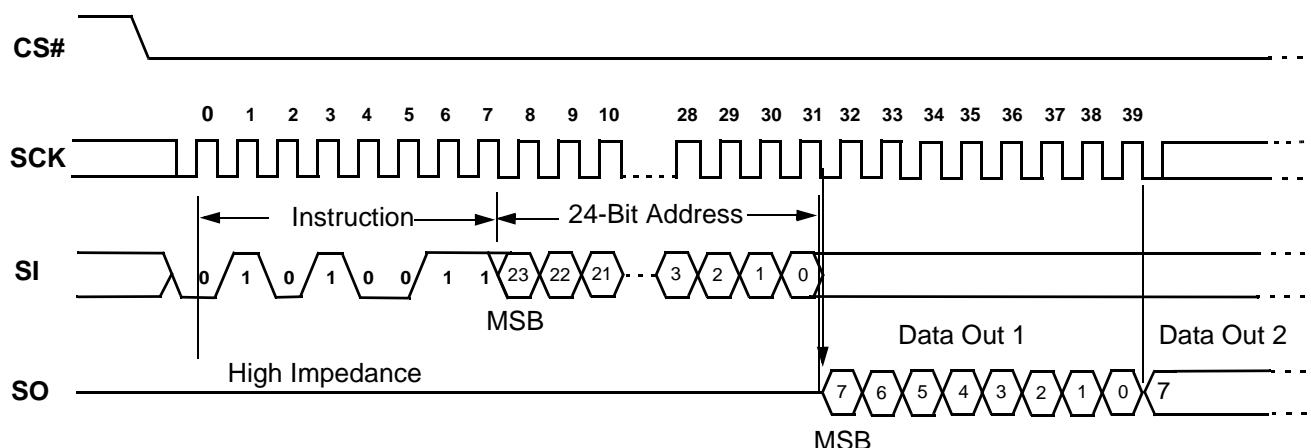 CS#
0 1 2 3 4 5 6 7 8 9 10 28 29 30 31 32 33 34 35 36 37 38 39
SCK
Instruction 24-Bit Address
SI 0 1 0 1 0 0 1 1 23 22 21 3 2 1 0
MSB
Data Out 1 Data Out 2
High Impedance
SO 7 6 5 4 3 2 1 0 7
MSB